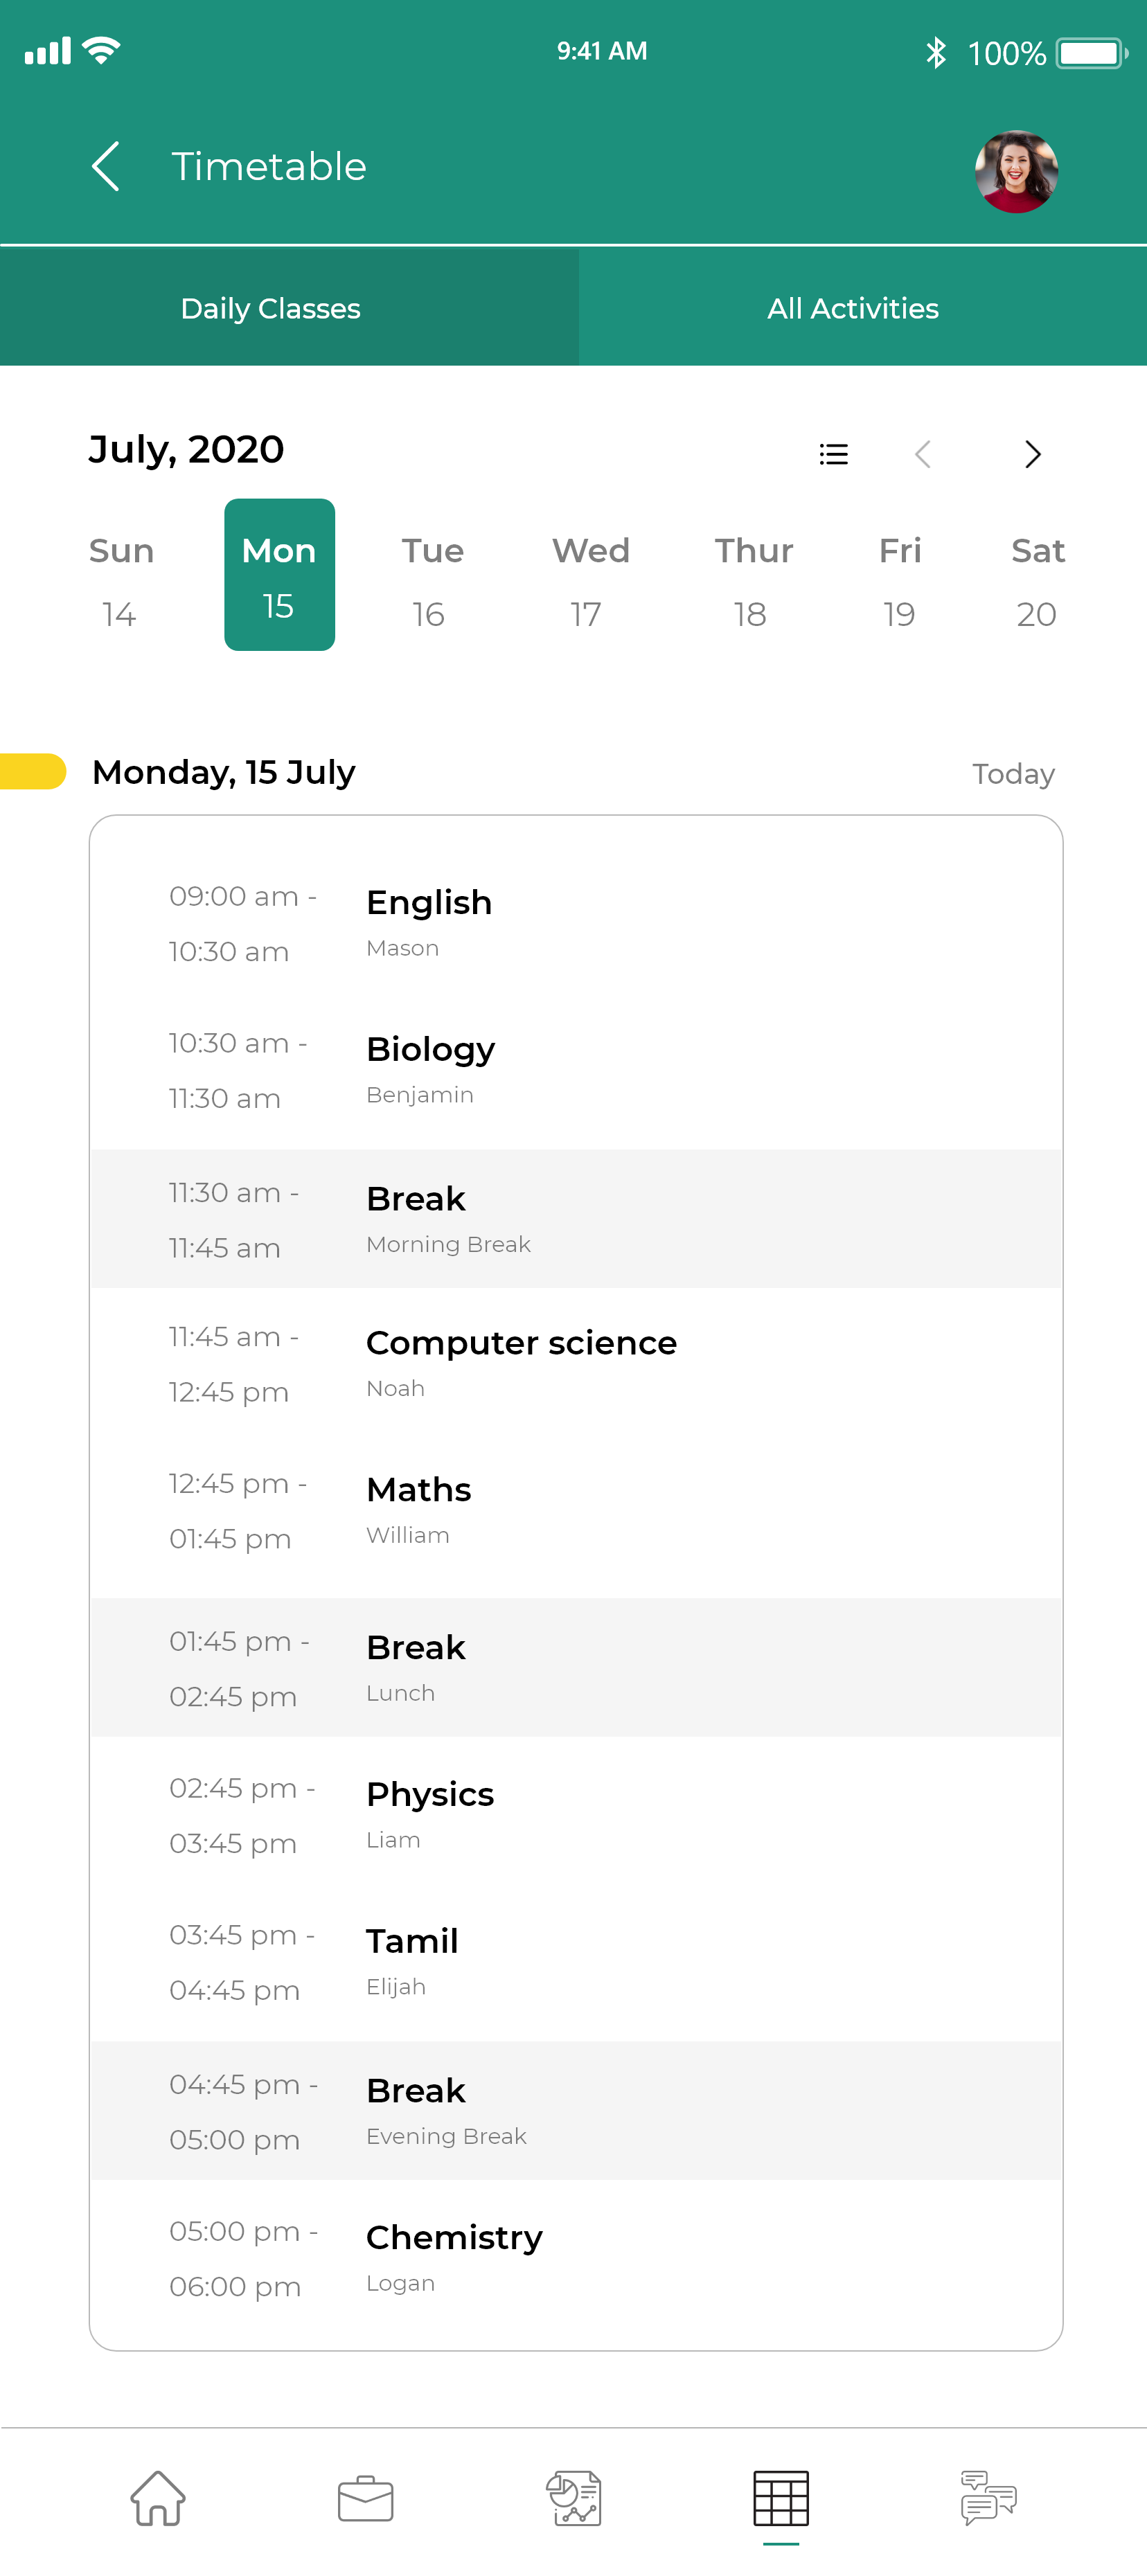 9:41 AM
100%
Timetable
Daily Classes
All Activities
July, 2020
Sun Mon Tue Wed Thur Fri Sat
14 15 16 17 18 19 20
Monday, 15 July
Today
09:00 am -
10:30 am
English
Mason
10:30 am -
11:30 am
Biology
Benjamin
11:30 am -
11:45 am
Break
Morning Break
11:45 am -
12:45 pm
Computer science
Noah
12:45 pm -
01:45 pm
Maths
William
01:45 pm -
02:45 pm
Break
Lunch
02:45 pm -
03:45 pm
Physics
Liam
03:45 pm -
04:45 pm
Tamil
Elijah
04:45 pm -
05:00 pm
Break
Evening Break
05:00 pm -
06:00 pm
Chemistry
Logan